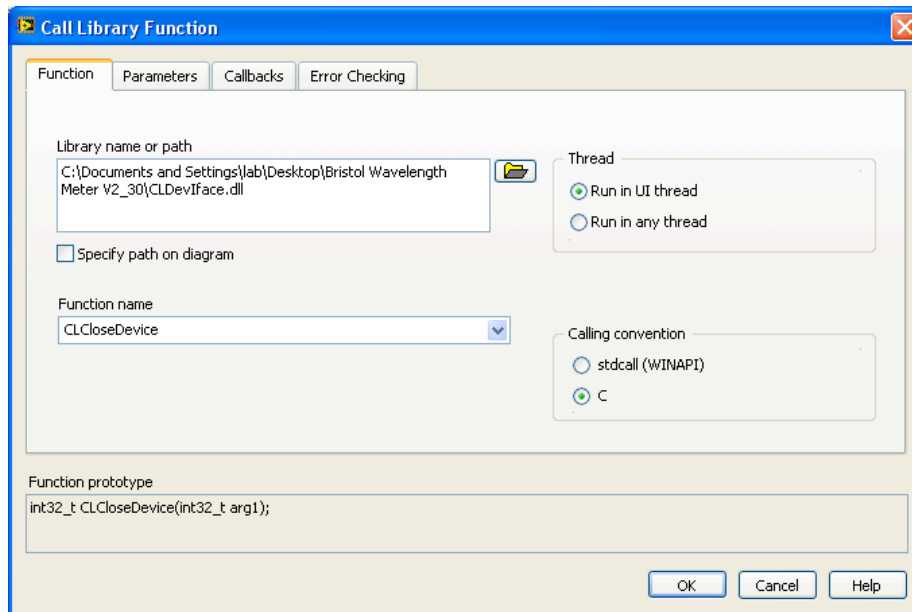 Call Library Function
Function Parameters Callbacks Error Checking
Library name or path
C:\Documents and Settings\lab\Desktop\Bristol Wavelength
Meter V2_30\CLDevIface.dll
Thread
Run in UI thread
Run in any thread
Specify path on diagram
Function name
CLCloseDevice
Calling convention
stdcall (WINAPI)
C
Function prototype
int32_t CLCloseDevice(int32_t arg1);
OK Cancel Help